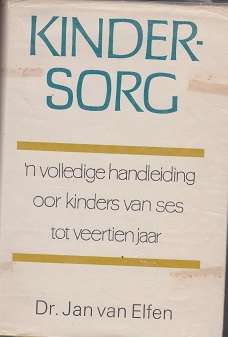 KINDER-
SORG
'n volledige handleiding
oor kinders van ses
tot veertien jaar
Dr. Jan van Elfen